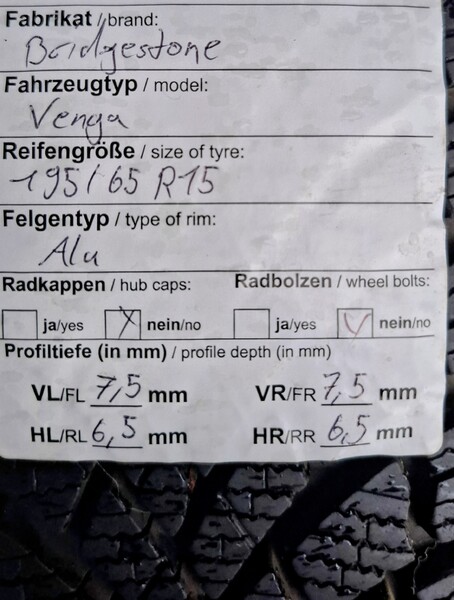 Fabrikat / brand:
Bridgestone
Fahrzeugtyp / model:
Venga
Reifengröße / size of tyre:
195/65 R15
Felgentyp / type of rim:
Alu
Radkappen / hub caps: Radbolzen / wheel bolts:
ja/yes X nein/no ja/yes V nein/no
Profiltiefe (in mm) / profile depth (in mm)
VL/FL 7,5 mm VR/FR 7,5 mm
HL/RL 6,5 mm HR/RR 6,5 mm